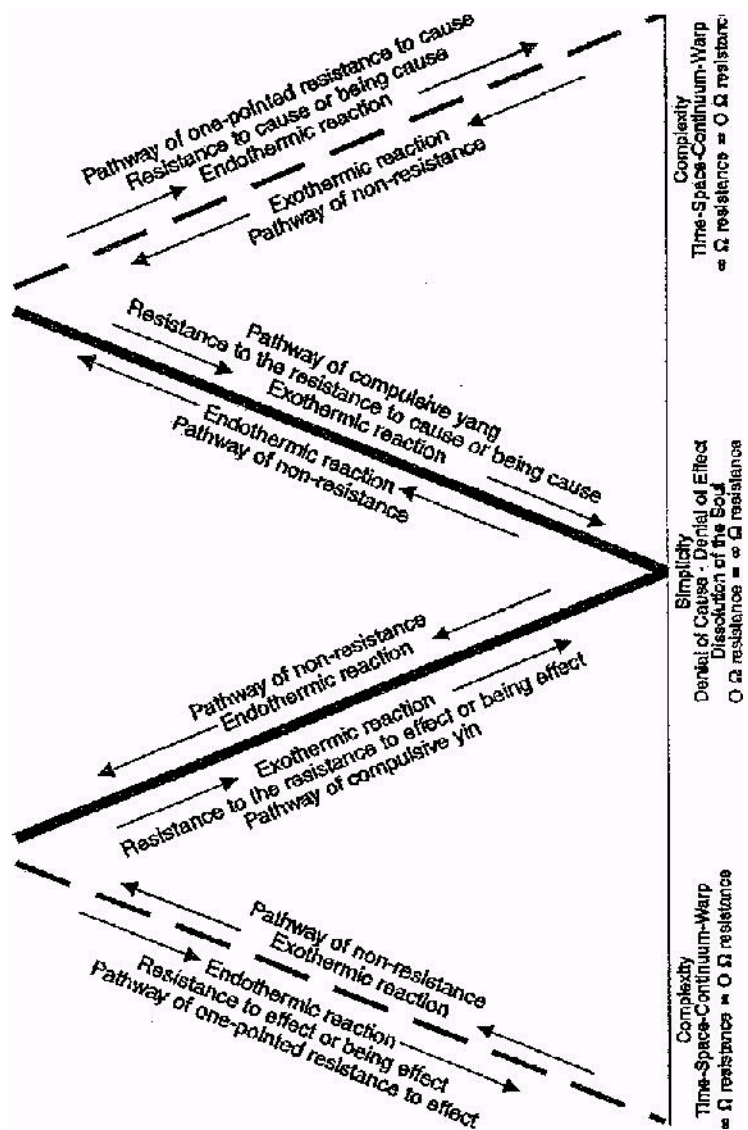 Pathway of one-pointed resistance to cause
Resistance to cause or being cause
Endothermic reaction
Exothermic reaction
Pathway of non-resistance
Pathway of compulsive yang
Resistance to the resistance to cause or being cause
Exothermic reaction
Endothermic reaction
Pathway of non-resistance
Pathway of non-resistance
Endothermic reaction
Exothermic reaction
Resistance to the resistance to effect or being effect
Pathway of compulsive yin
Pathway of non-resistance
Exothermic reaction
Endothermic reaction
Resistance to effect or being effect
Pathway of one-pointed resistance to effect
Complexity
Time-Space-Continuum-Warp
∞ Ω resistance = O Ω resistance
Simplicity
Denial of Cause - Denial of Effect
Dissolution of the Soul
O Ω resistance = ∞ Ω resistance
Complexity
Time-Space-Continuum-Warp
∞ Ω resistance = O Ω resistance